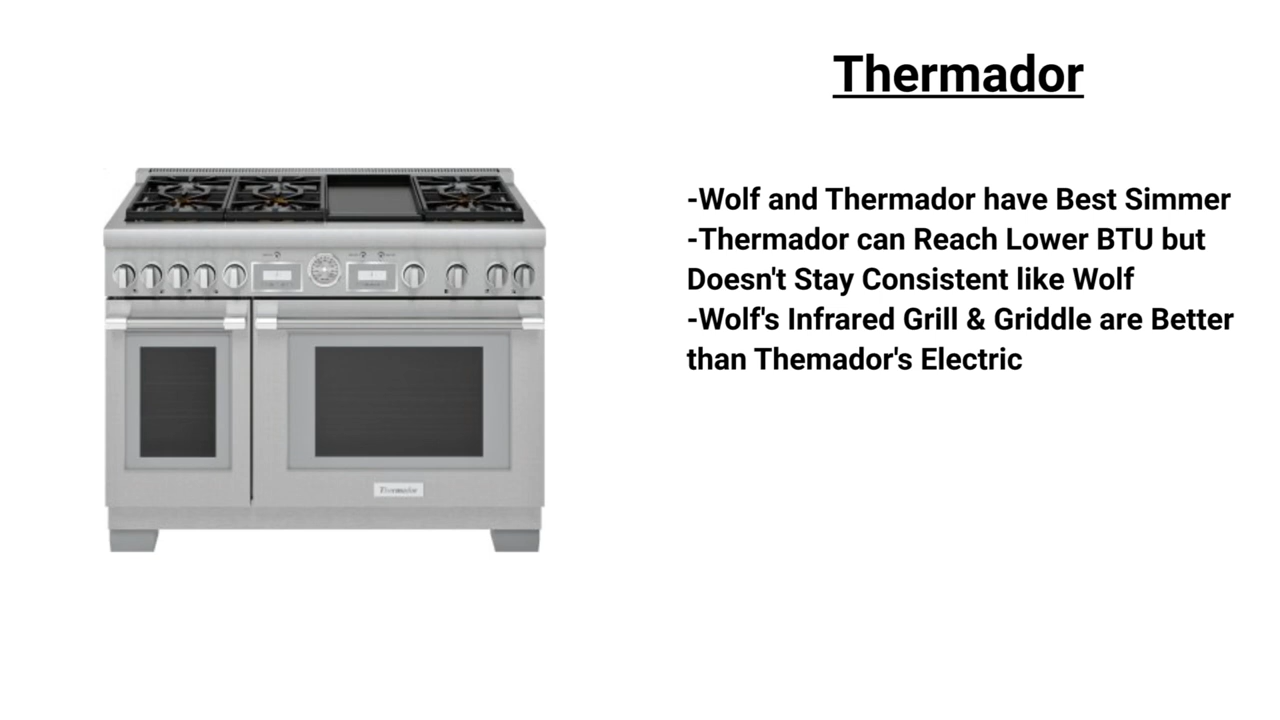 Thermador
-Wolf and Thermador have Best Simmer
-Thermador can Reach Lower BTU but
Doesn't Stay Consistent like Wolf
-Wolf's Infrared Grill & Griddle are Better
than Themador's Electric
Thermador